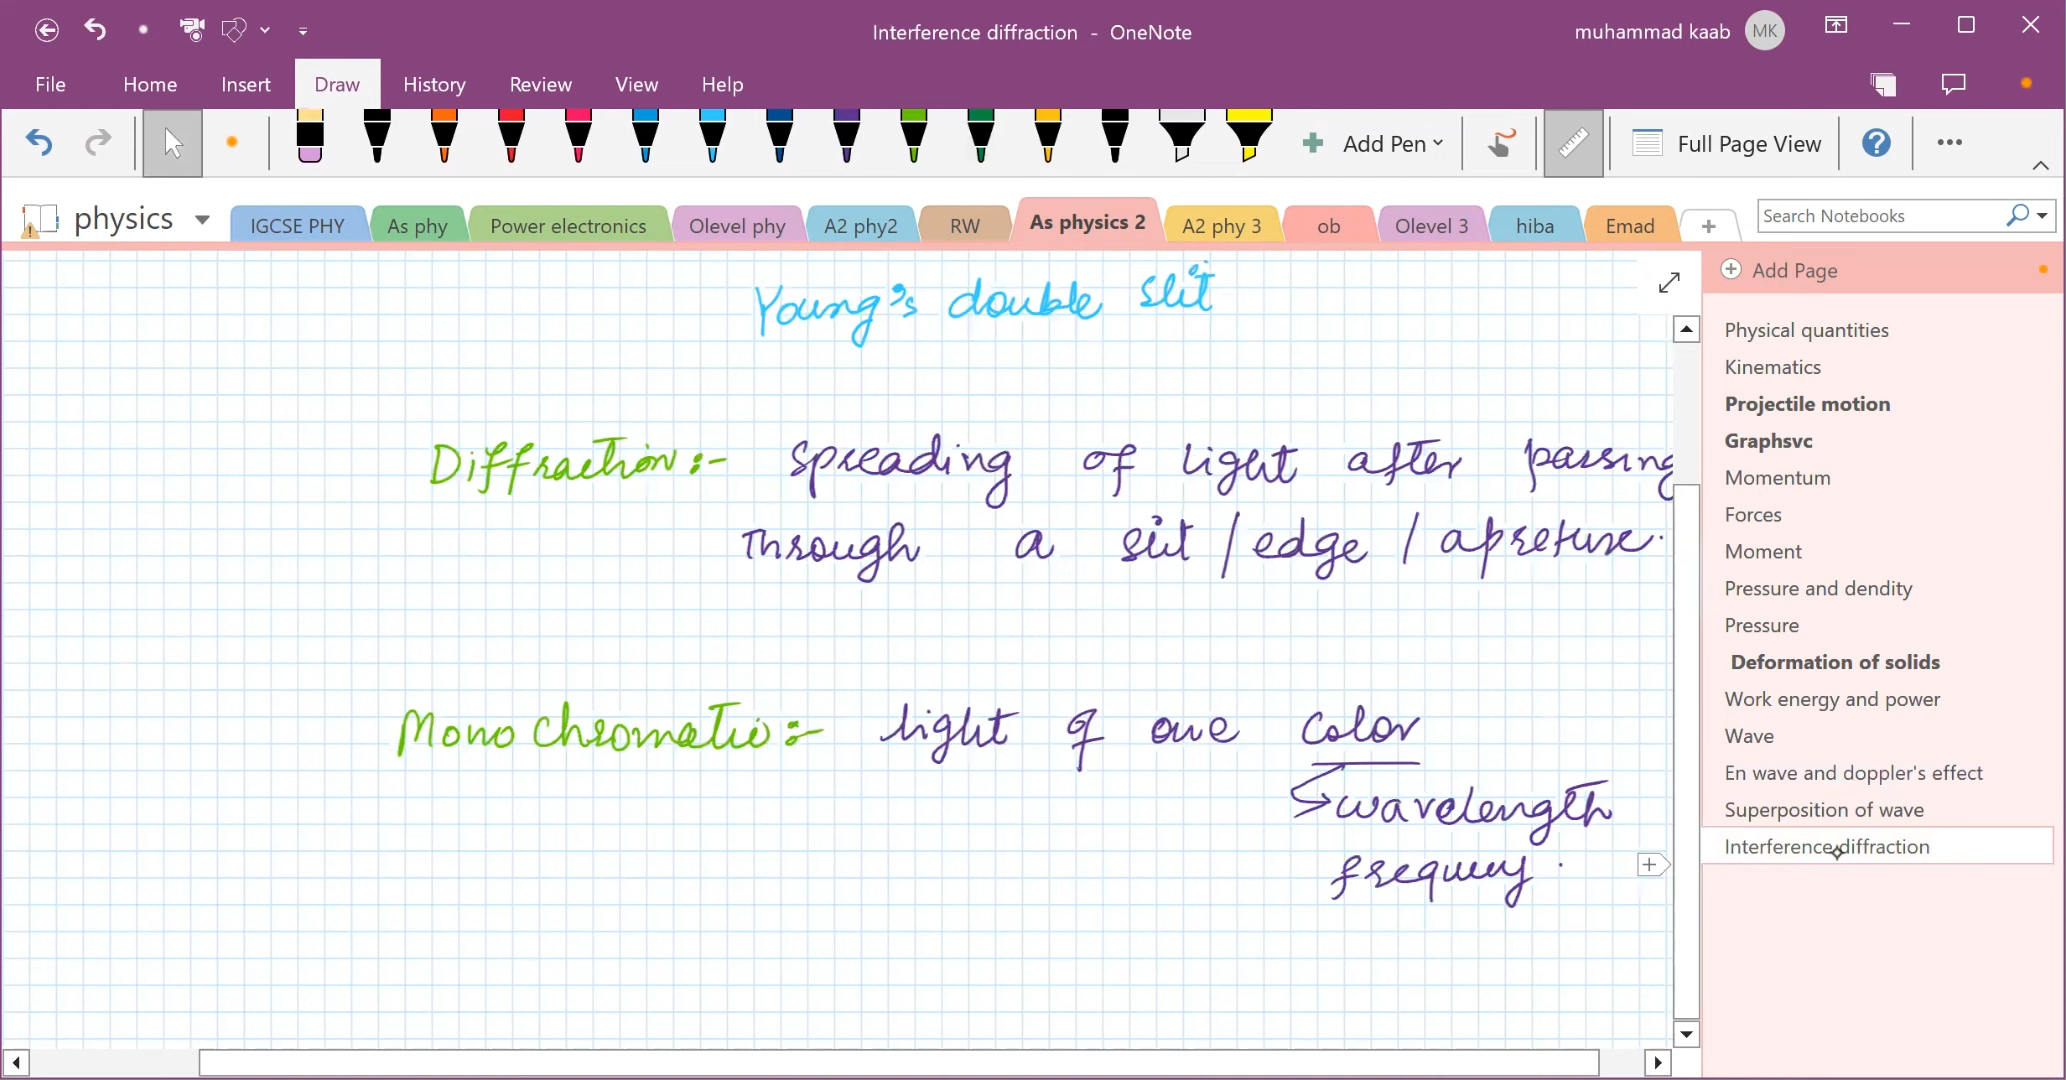 Interference diffraction - OneNote
muhammad kaab MK
File Home Insert Draw History Review View Help
Add Pen Full Page View ?
physics IGCSE PHY As phy Power electronics Olevel phy A2 phy2 RW As physics 2 A2 phy 3 ob Olevel 3 hiba Emad + Search Notebooks
Add Page
Young's double slit
Physical quantities
Kinematics
Projectile motion
Graphsvc
Momentum
Forces
Moment
Pressure and dendity
Pressure
Deformation of solids
Work energy and power
Wave
En wave and doppler's effect
Superposition of wave
Interference diffraction
Diffraction:- Spreading of light after passing
Through a slit / edge / apreture.
Mono Chromatic:- light of one color
wavelength
frequency.